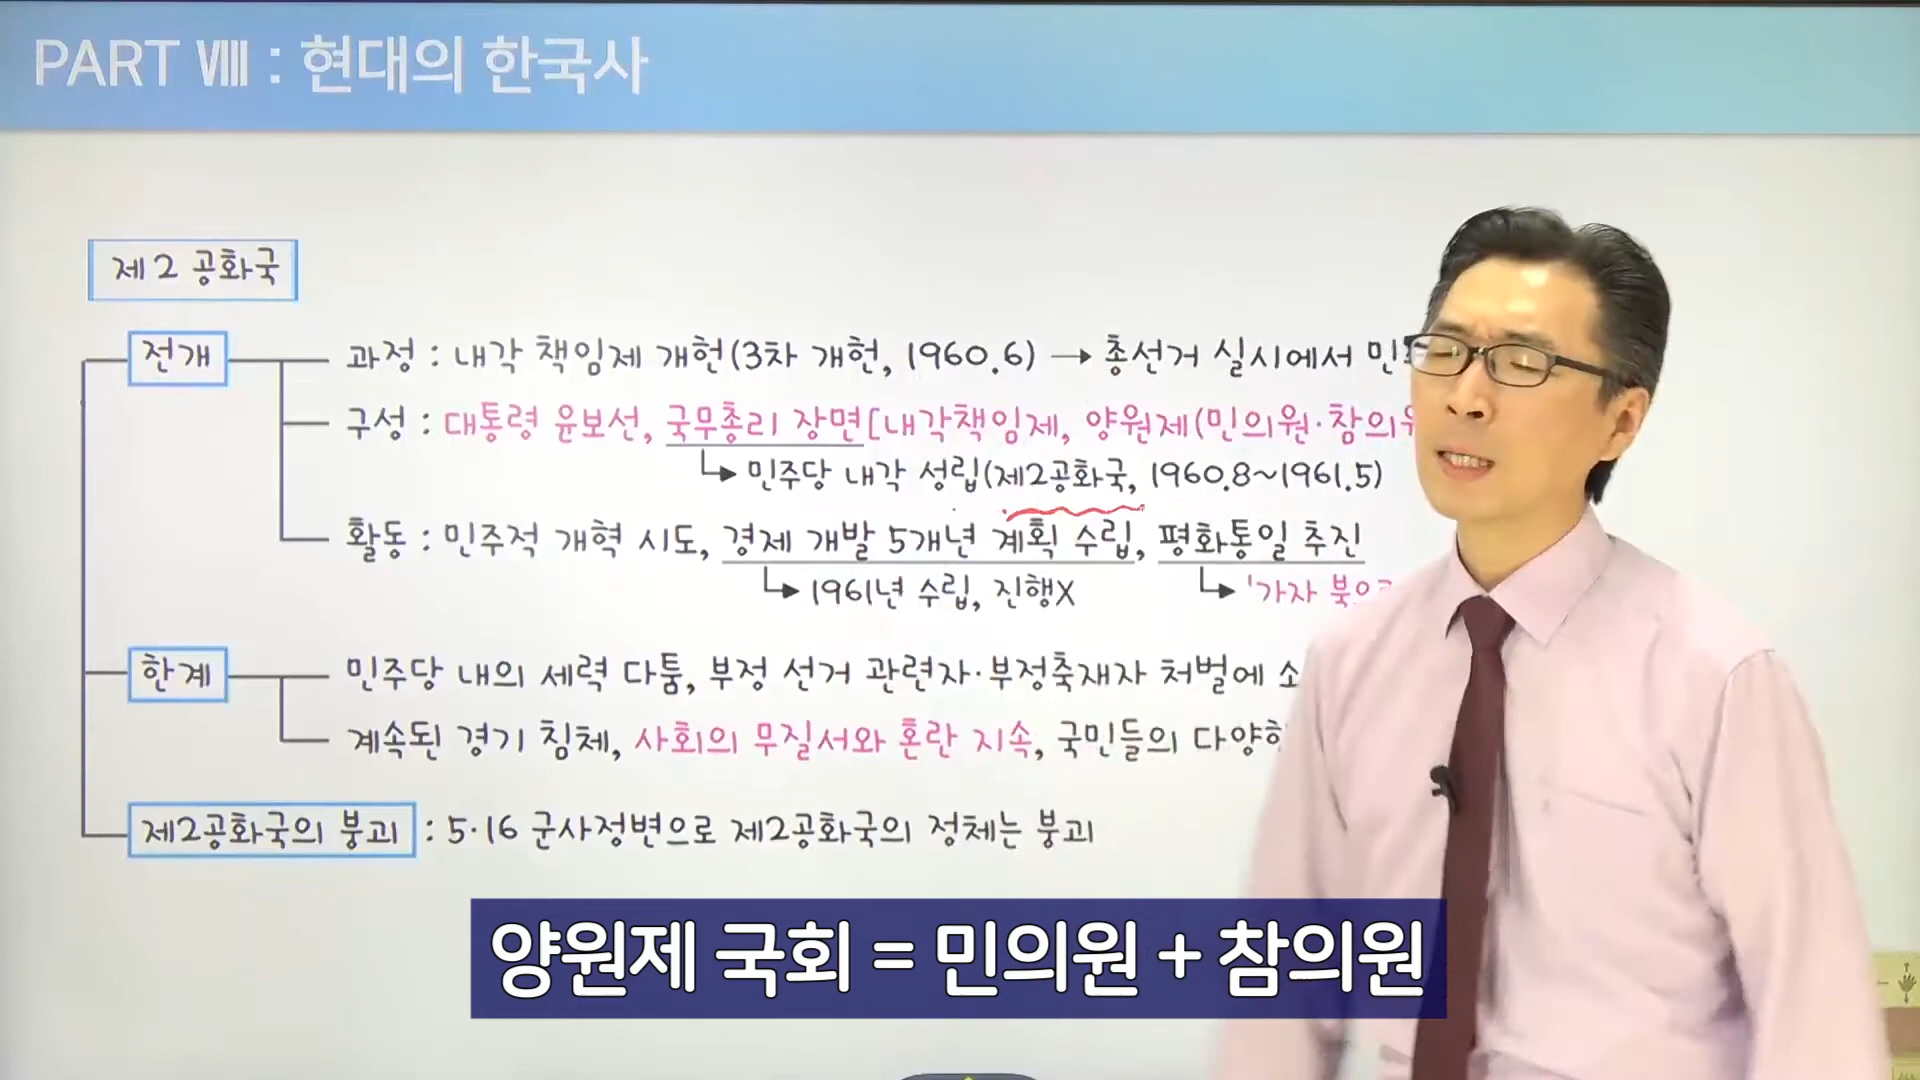 PART Ⅷ : 현대의 한국사
제2 공화국
전개
과정 : 내각 책임제 개헌(3차 개헌, 1960.6) → 총선거 실시에서
구성 : 대통령 윤보선, 국무총리 장면[내각책임제, 양원제(민의원·참의원
↳ 민주당 내각 성립(제2공화국, 1960.8~1961.5)
활동 : 민주적 개혁 시도, 경제 개발 5개년 계획 수립, 평화통일 추진
↳ 1961년 수립, 진행X ↳ '가자 북으로
한계
민주당 내의 세력 다툼, 부정 선거 관련자·부정축재자 처벌에
계속된 경기 침체, 사회의 무질서와 혼란 지속, 국민들의
제2공화국의 붕괴 : 5·16 군사정변으로 제2공화국의 정체는 붕괴
양원제 국회 = 민의원 + 참의원